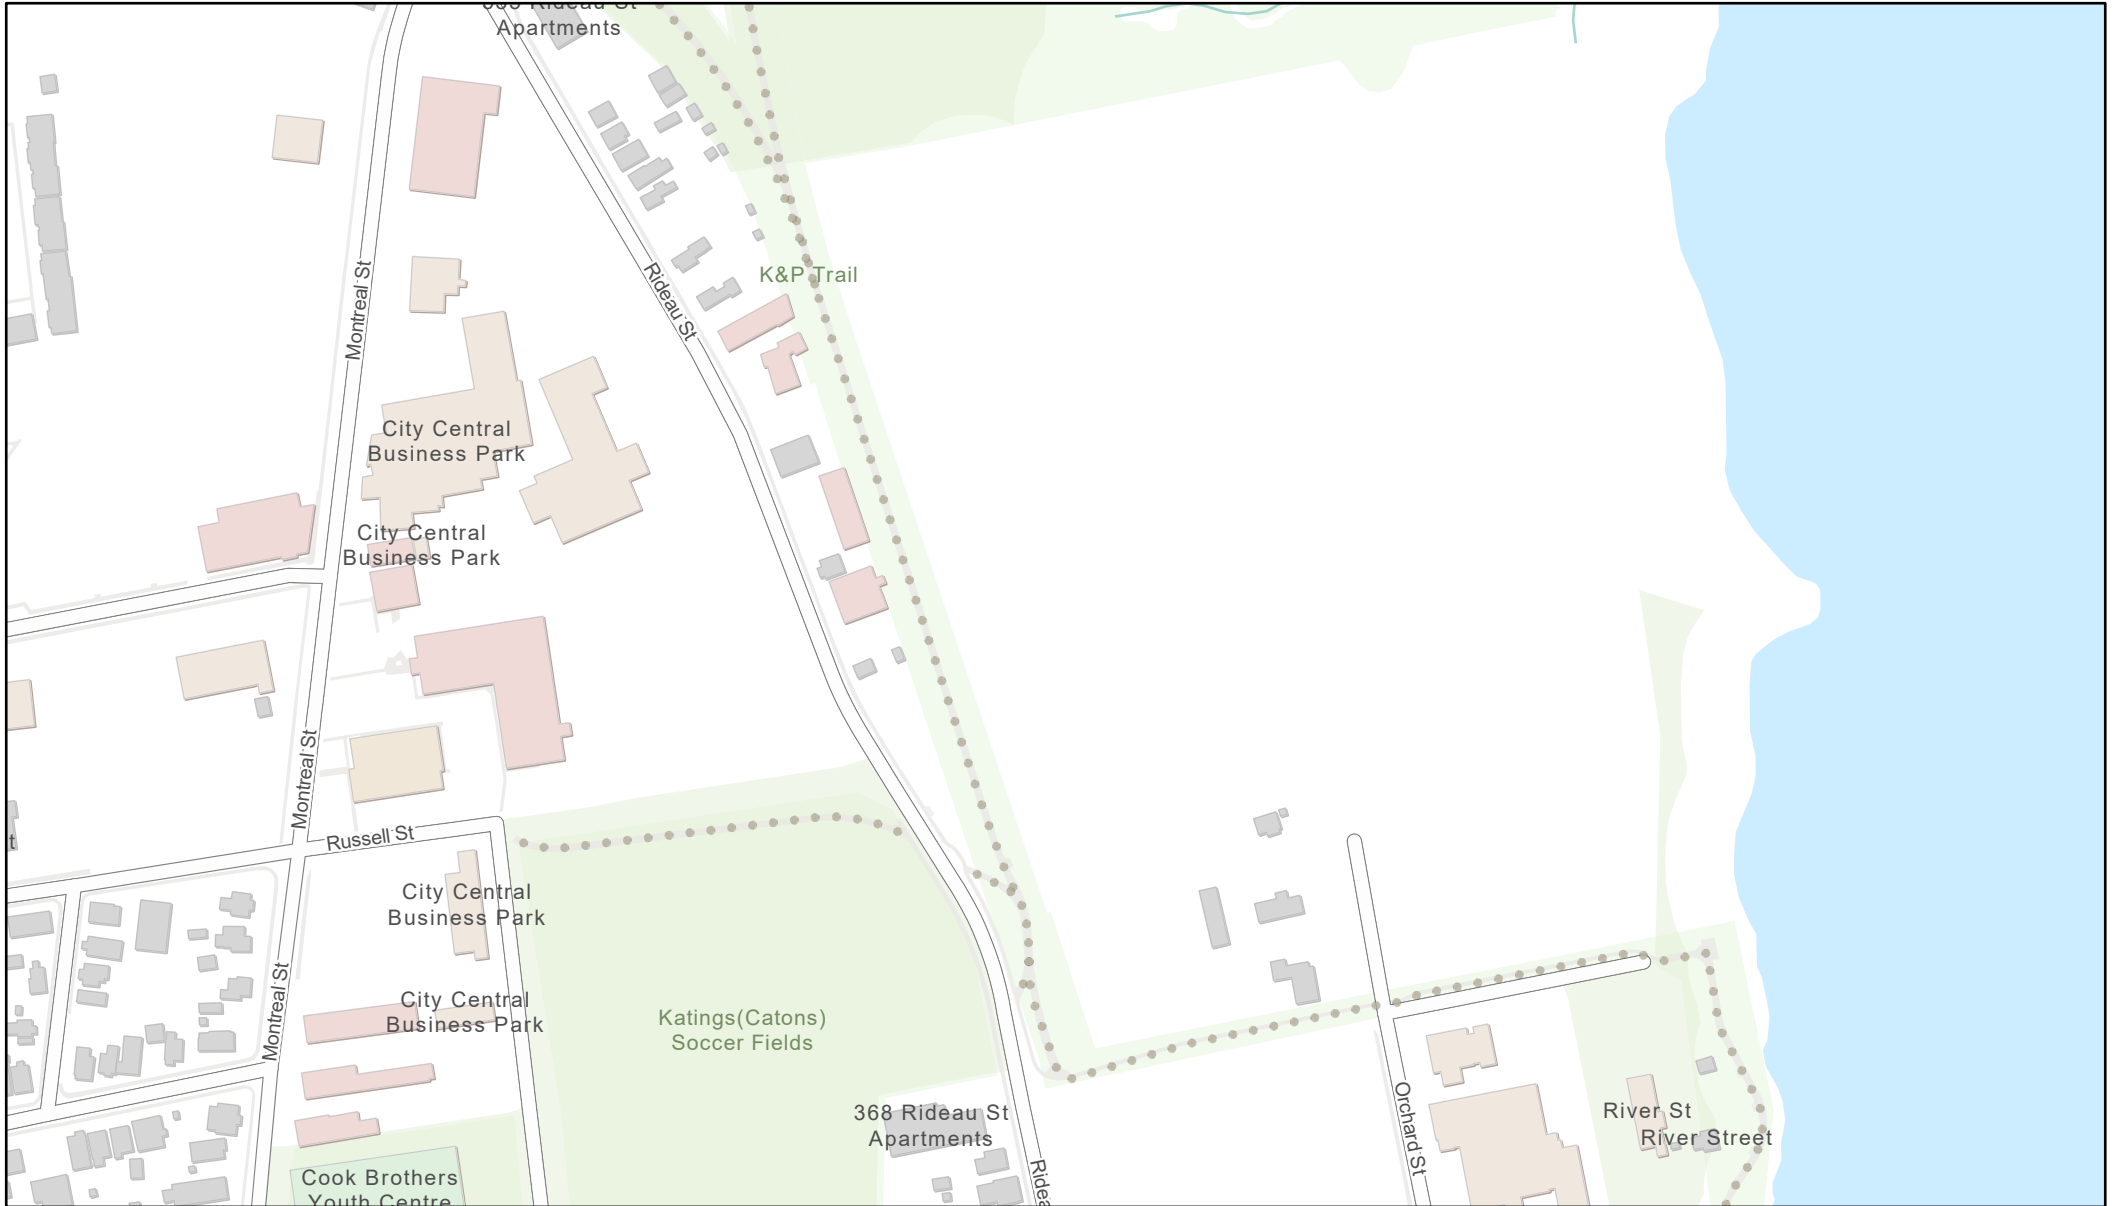 Apartments
Montreal St
Rideau St
K&P Trail
City Central
Business Park
City Central
Business Park
Montreal St
Russell St
City Central
Business Park
Montreal St
City Central
Business Park
Katings(Catons)
Soccer Fields
368 Rideau St
Apartments
Orchard St
River St
River Street
Cook Brothers
Youth Centre